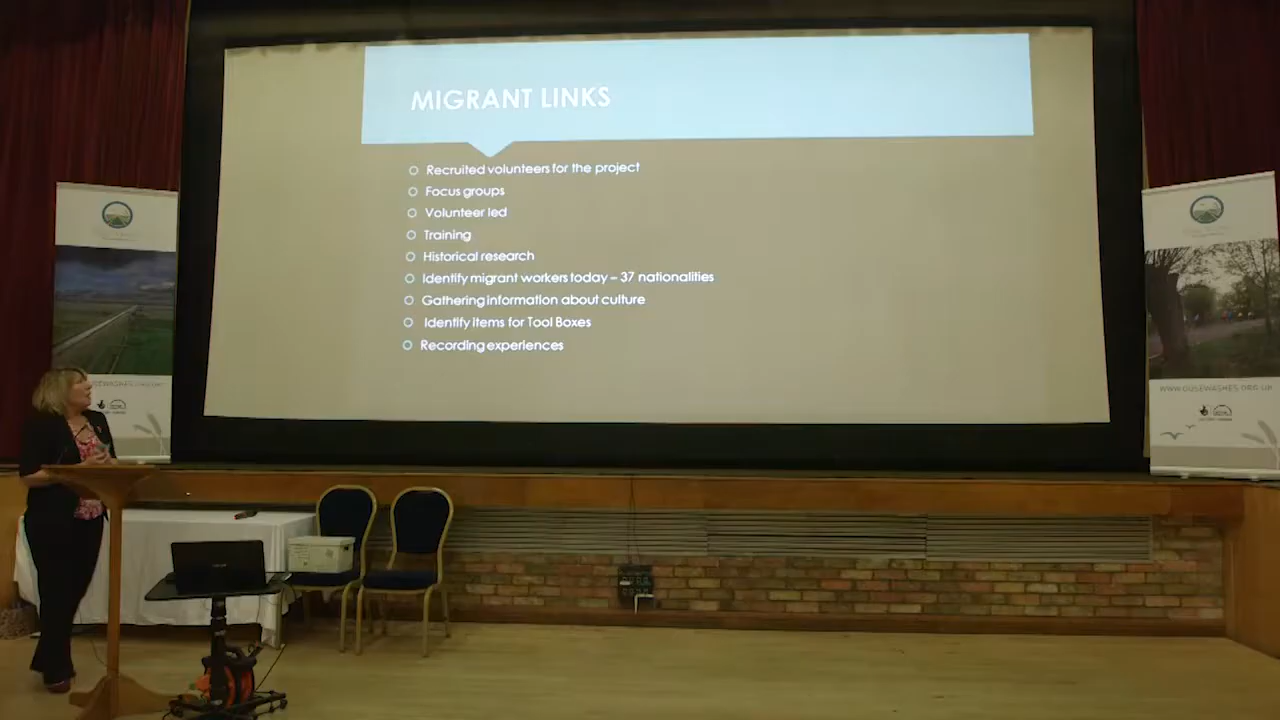 MIGRANT LINKS
Recruited volunteers for the project
Focus groups
Volunteer led
Training
Historical research
Identify migrant workers today – 37 nationalities
Gathering information about culture
Identify Items for Tool Boxes
Recording experiences
WWW.OUSEWASHES.ORG.UK